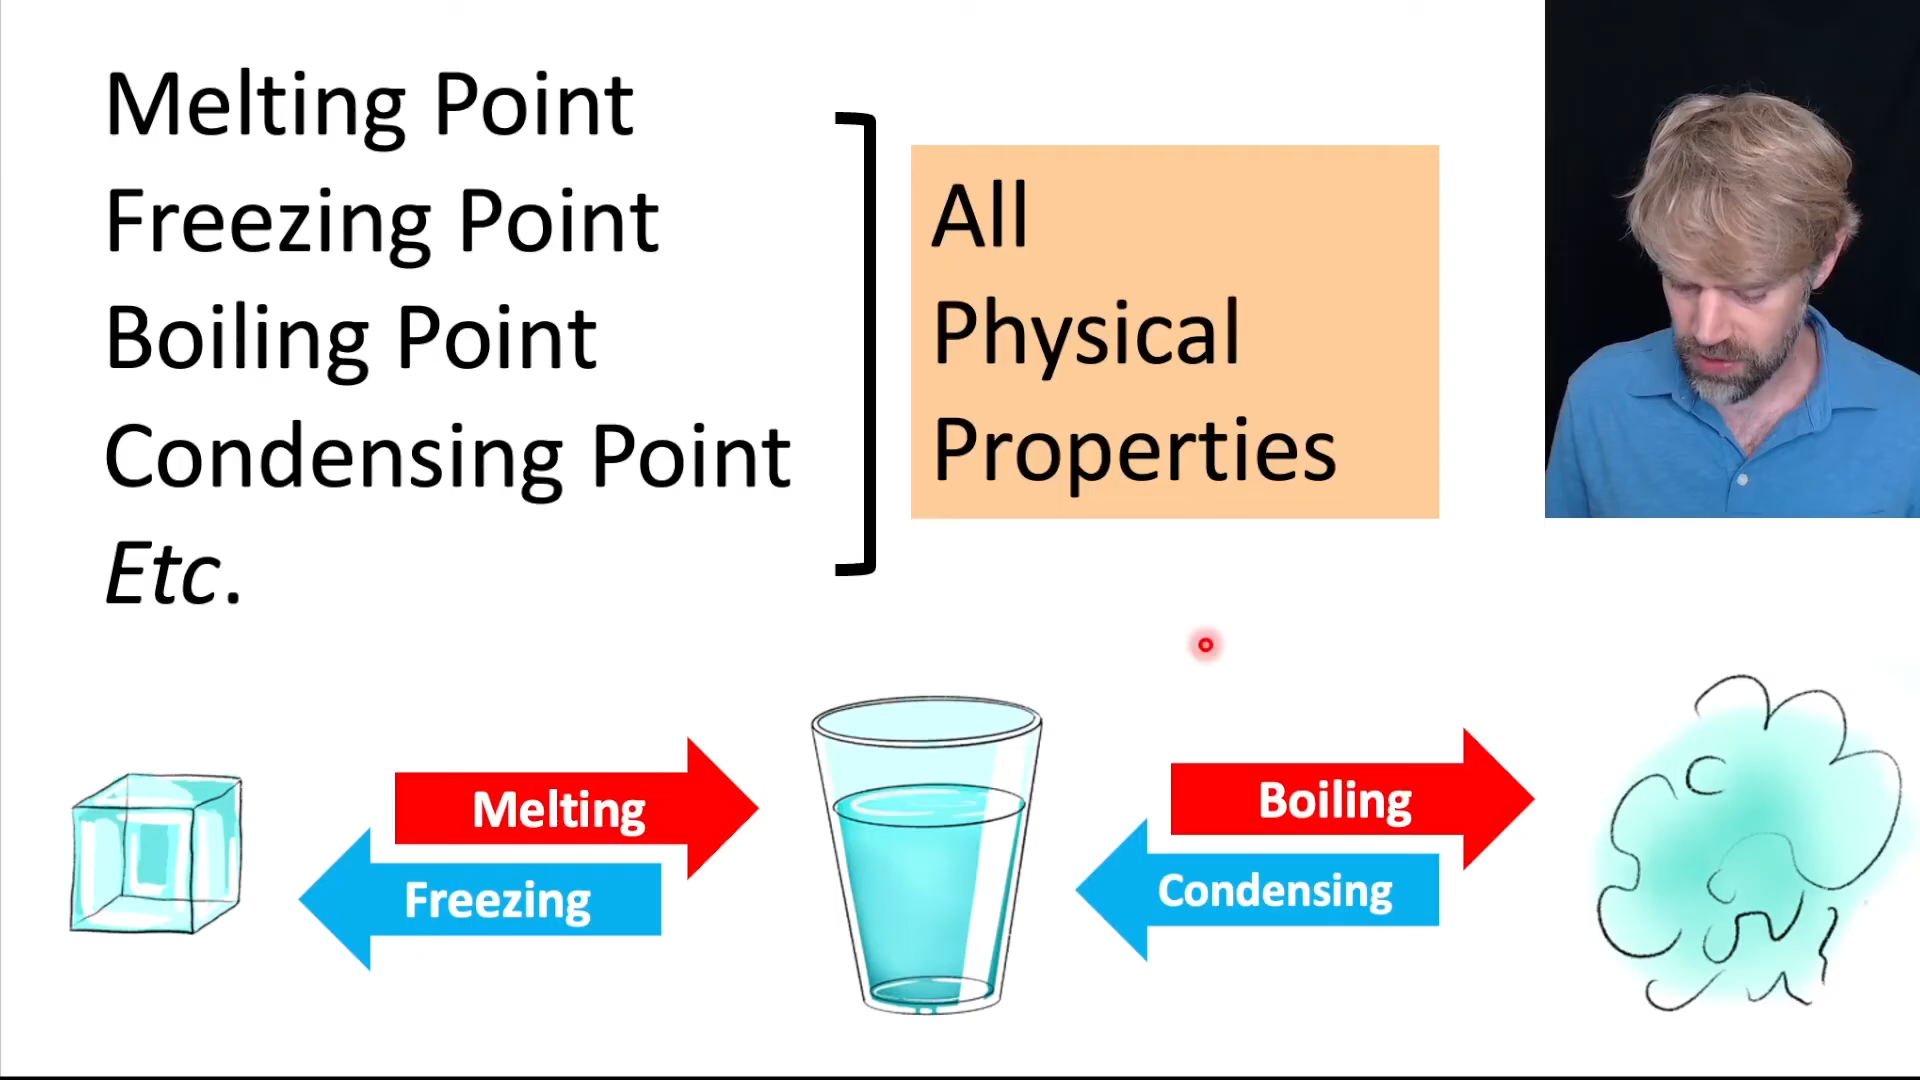 Melting Point
Freezing Point
Boiling Point
Condensing Point
Etc.
All
Physical
Properties
Melting
Freezing
Boiling
Condensing